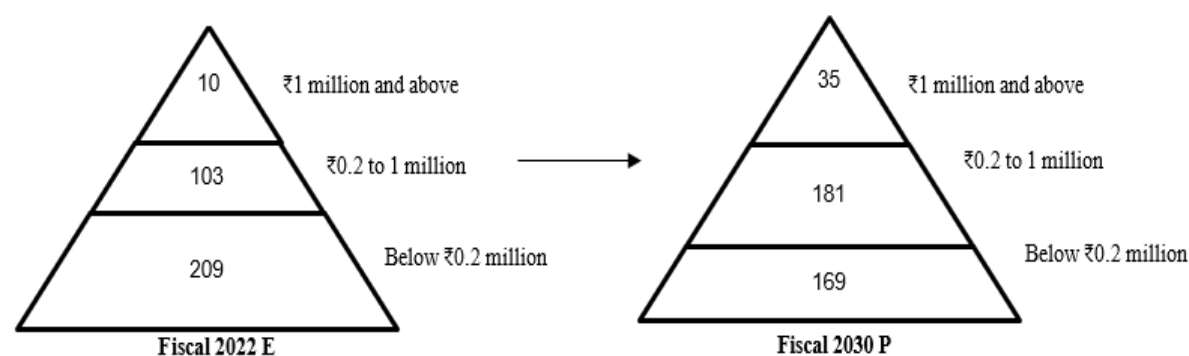 10
₹1 million and above
103
₹0.2 to 1 million
209
Below ₹0.2 million
Fiscal 2022 E
35
₹1 million and above
181
₹0.2 to 1 million
169
Below ₹0.2 million
Fiscal 2030 P